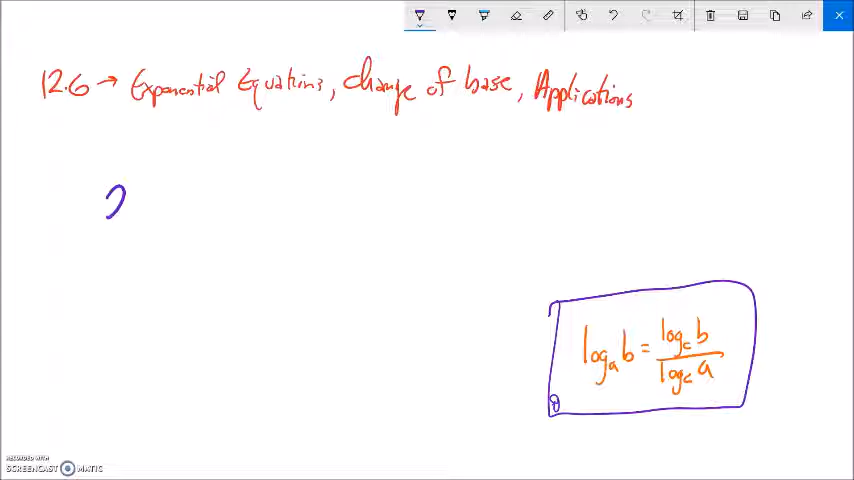 12.6 → Exponential Equations, Change of base, Applications
log_a b = log_c b / log_c a
RECORDED WITH
SCREENCAST MATIC